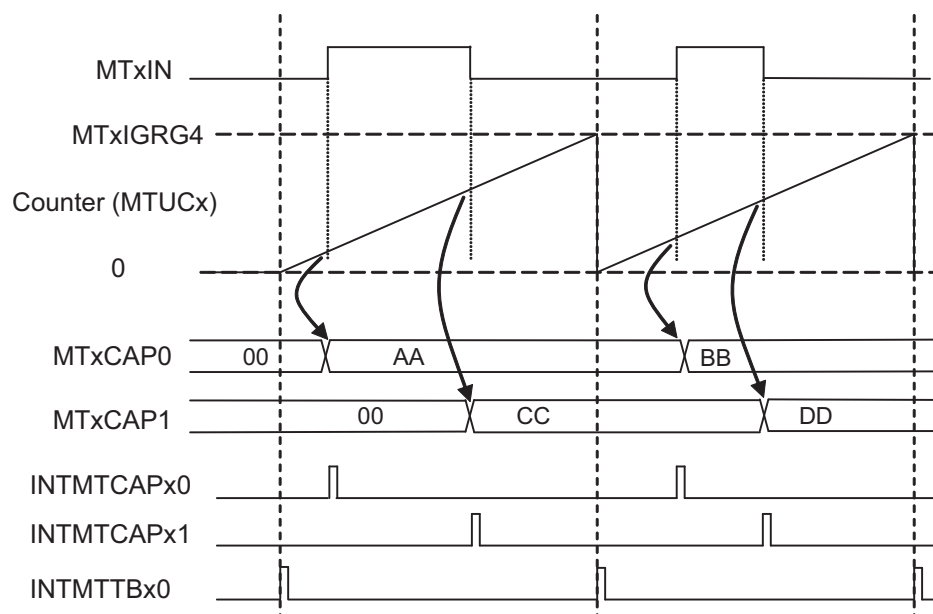 MTxIN
MTxIGRG4
Counter (MTUCx)
0
MTxCAP0 00 AA BB
MTxCAP1 00 CC DD
INTMTCAPx0
INTMTCAPx1
INTMTTBx0